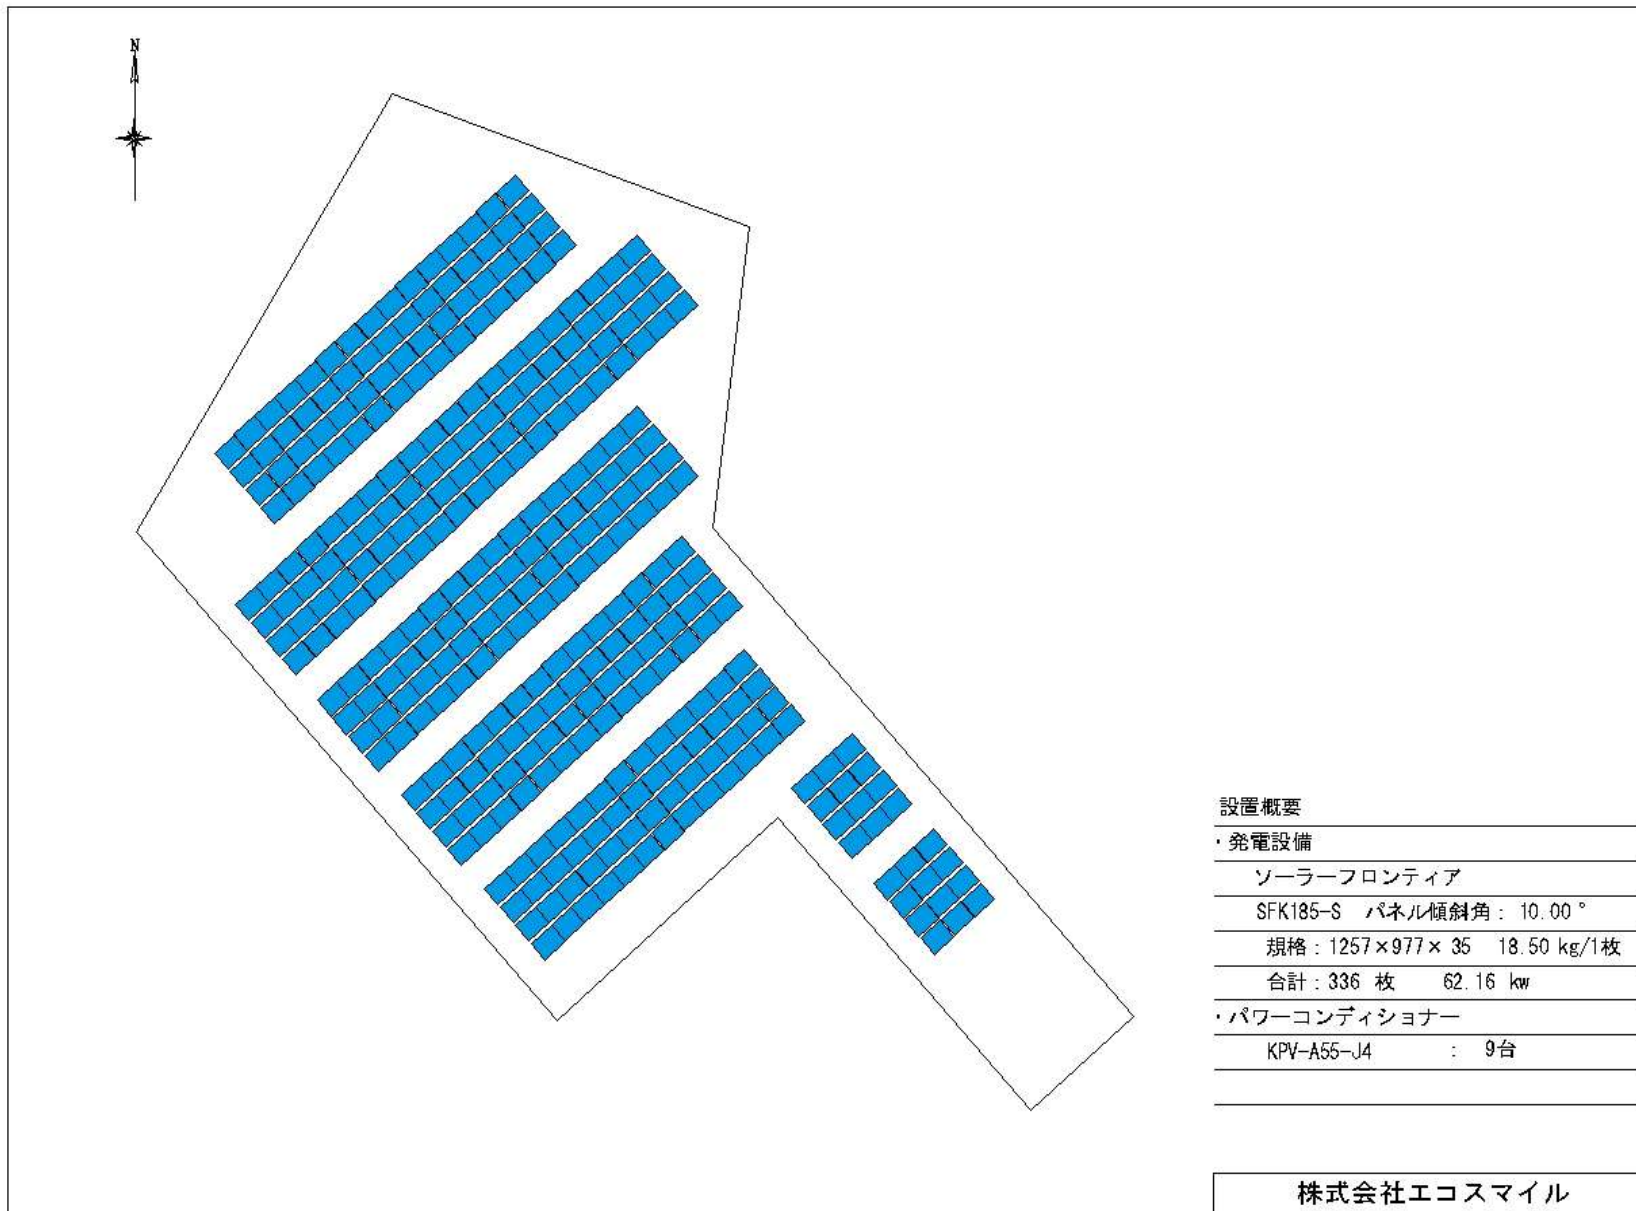 N
設置概要
・発電設備
ソーラーフロンティア
SFK185-S パネル傾斜角： 10.00°
規格：1257×977× 35 18.50 kg/1枚
合計：336 枚 62.16 kw
・パワーコンディショナー
KPV-A55-J4 ： 9台
株式会社エコスマイル